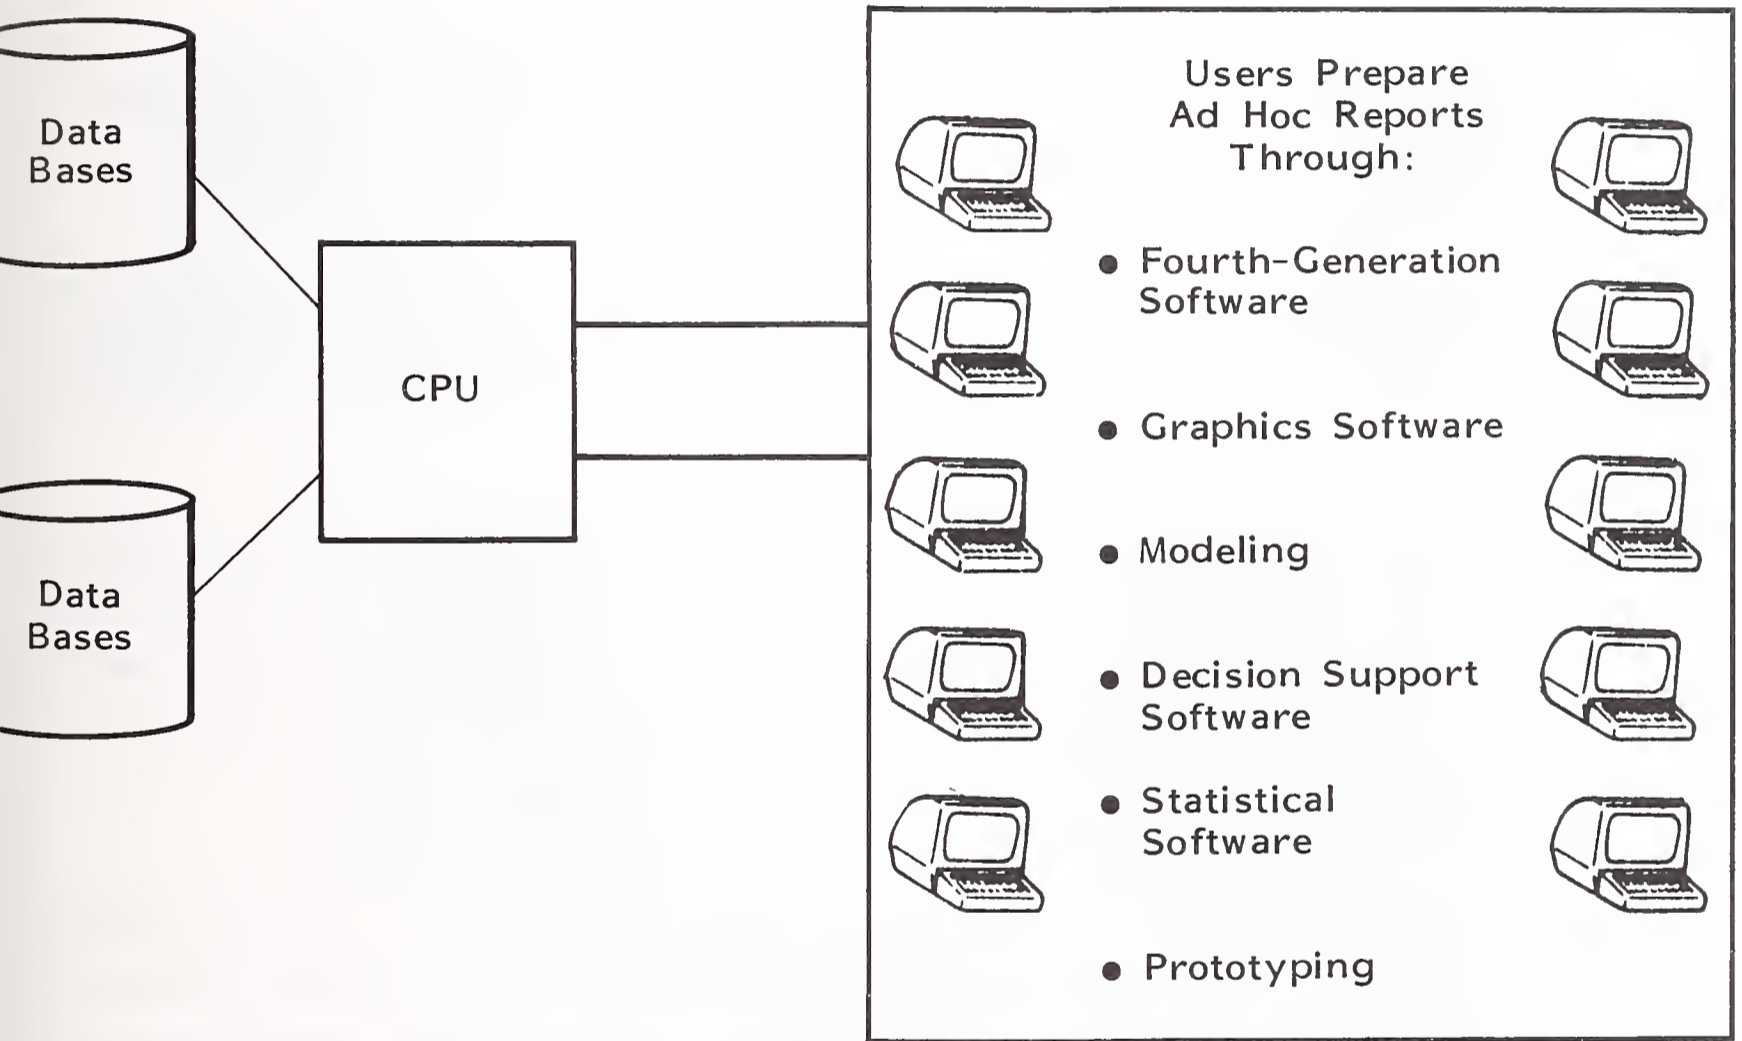 Data
Bases
CPU
Data
Bases
Users Prepare
Ad Hoc Reports
Through:
● Fourth-Generation
Software
● Graphics Software
● Modeling
● Decision Support
Software
● Statistical
Software
● Prototyping